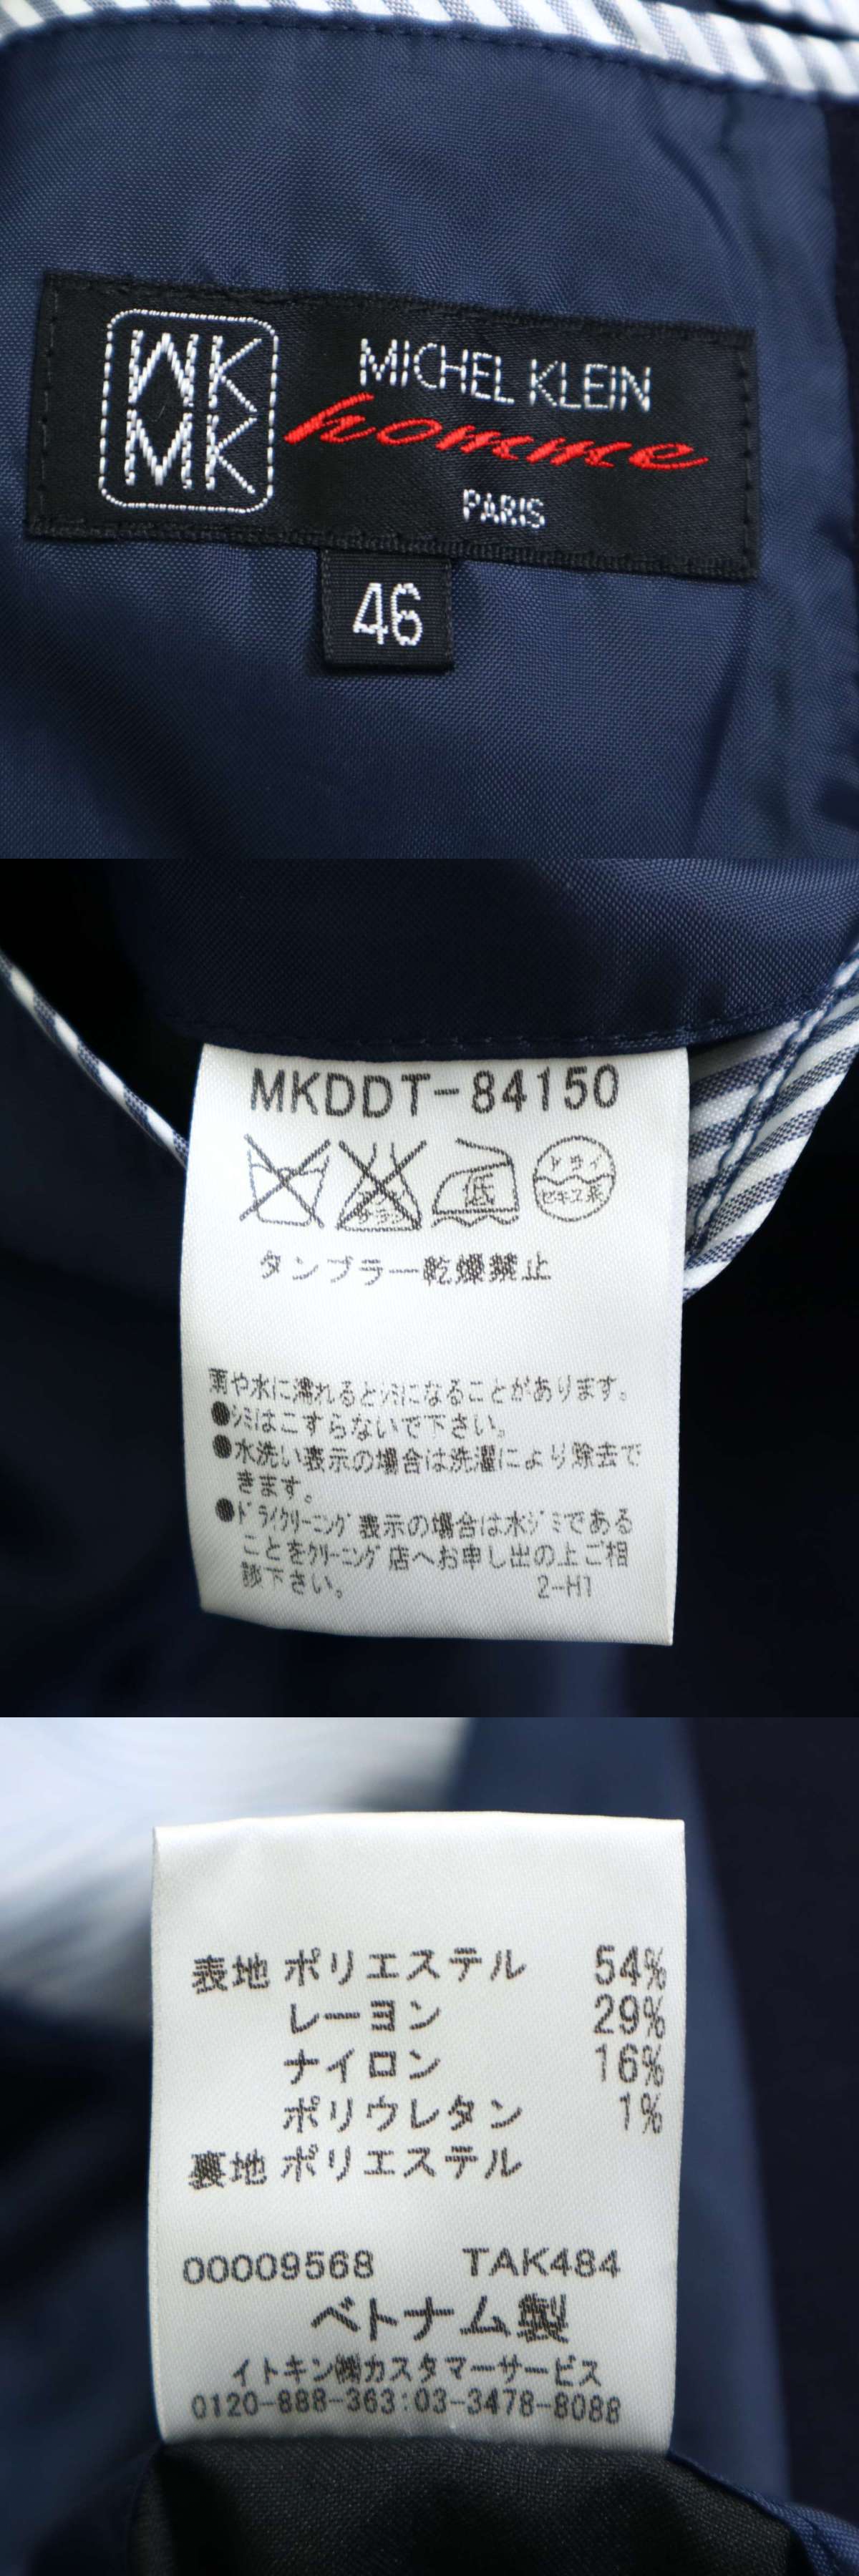 MK
MK
MICHEL KLEIN
homme
PARIS
46
MKDDT-84150
低
ドライ
セキユ系
タンブラー乾燥禁止
雨や水に濡れるとシミになることがあります。
●シミはこすらないで下さい。
●水洗い表示の場合は洗濯により除去で
きます。
●ドライクリーニング表示の場合は水ジミである
ことをクリーニング店へお申し出の上ご相
談下さい。 2-H1
表地 ポリエステル 54%
レーヨン 29%
ナイロン 16%
ポリウレタン 1%
裏地 ポリエステル
00009568 TAK484
ベトナム製
イトキン㈱カスタマーサービス
0120-888-363:03-3478-8088